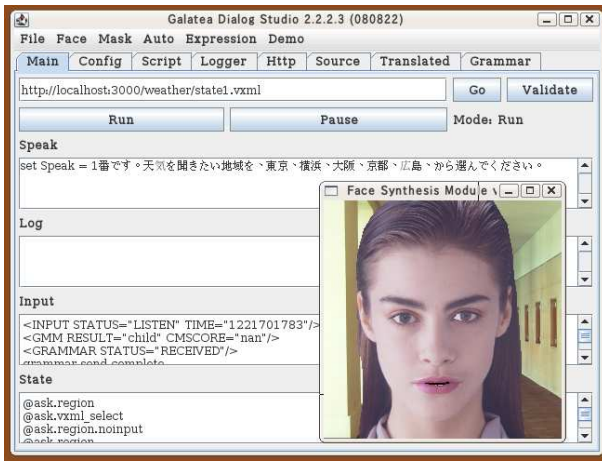 Galatea Dialog Studio 2.2.2.3 (080822)
File Face Mask Auto Expression Demo
Main Config Script Logger Http Source Translated Grammar
http://localhost:3000/weather/state1.vxml Go Validate
Run Pause Mode: Run
Speak
set Speak = 1番です。天気を聞きたい地域を、東京、横浜、大阪、京都、広島、から選んでください。
Face Synthesis Module v
Log
Input
<INPUT STATUS="LISTEN" TIME="1221701783"/>
<GMM RESULT="child" CMSCORE="nan"/>
<GRAMMAR STATUS="RECEIVED"/>
grammar send complete
State
@ask.region
@ask.vxml_select
@ask.region.noinput
@ask.region